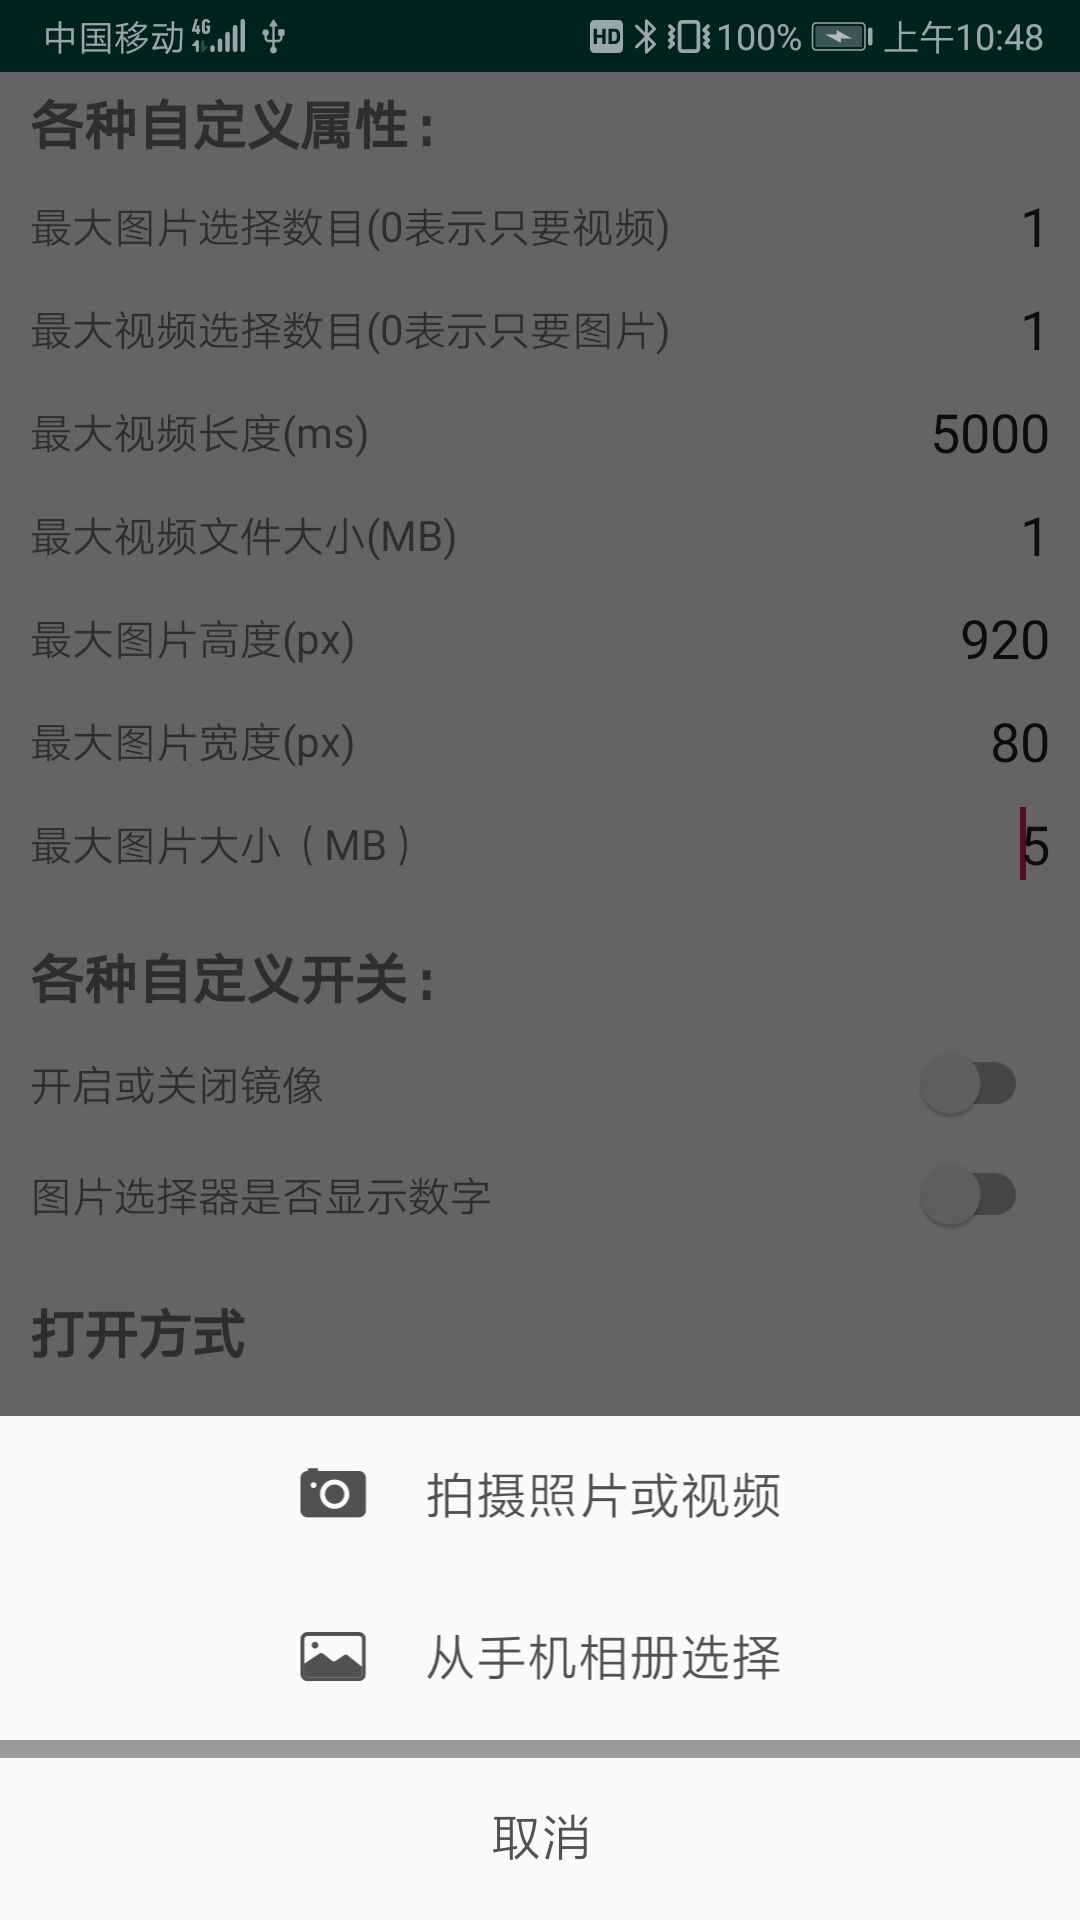 中国移动 4G HD 100% 上午10:48
各种自定义属性：
最大图片选择数目(0表示只要视频) 1
最大视频选择数目(0表示只要图片) 1
最大视频长度(ms) 5000
最大视频文件大小(MB) 1
最大图片高度(px) 920
最大图片宽度(px) 80
最大图片大小（MB） 5
各种自定义开关：
开启或关闭镜像
图片选择器是否显示数字
打开方式
拍摄照片或视频
从手机相册选择
取消